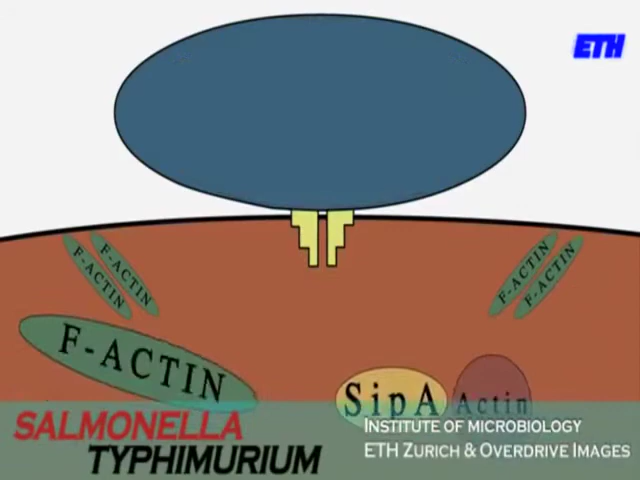 ETH
F-ACTIN
F-ACTIN
F-ACTIN
F-ACTIN
F-ACTIN
SipA
Actin
SALMONELLA
TYPHIMURIUM
INSTITUTE OF MICROBIOLOGY
ETH ZURICH & OVERDRIVE IMAGES